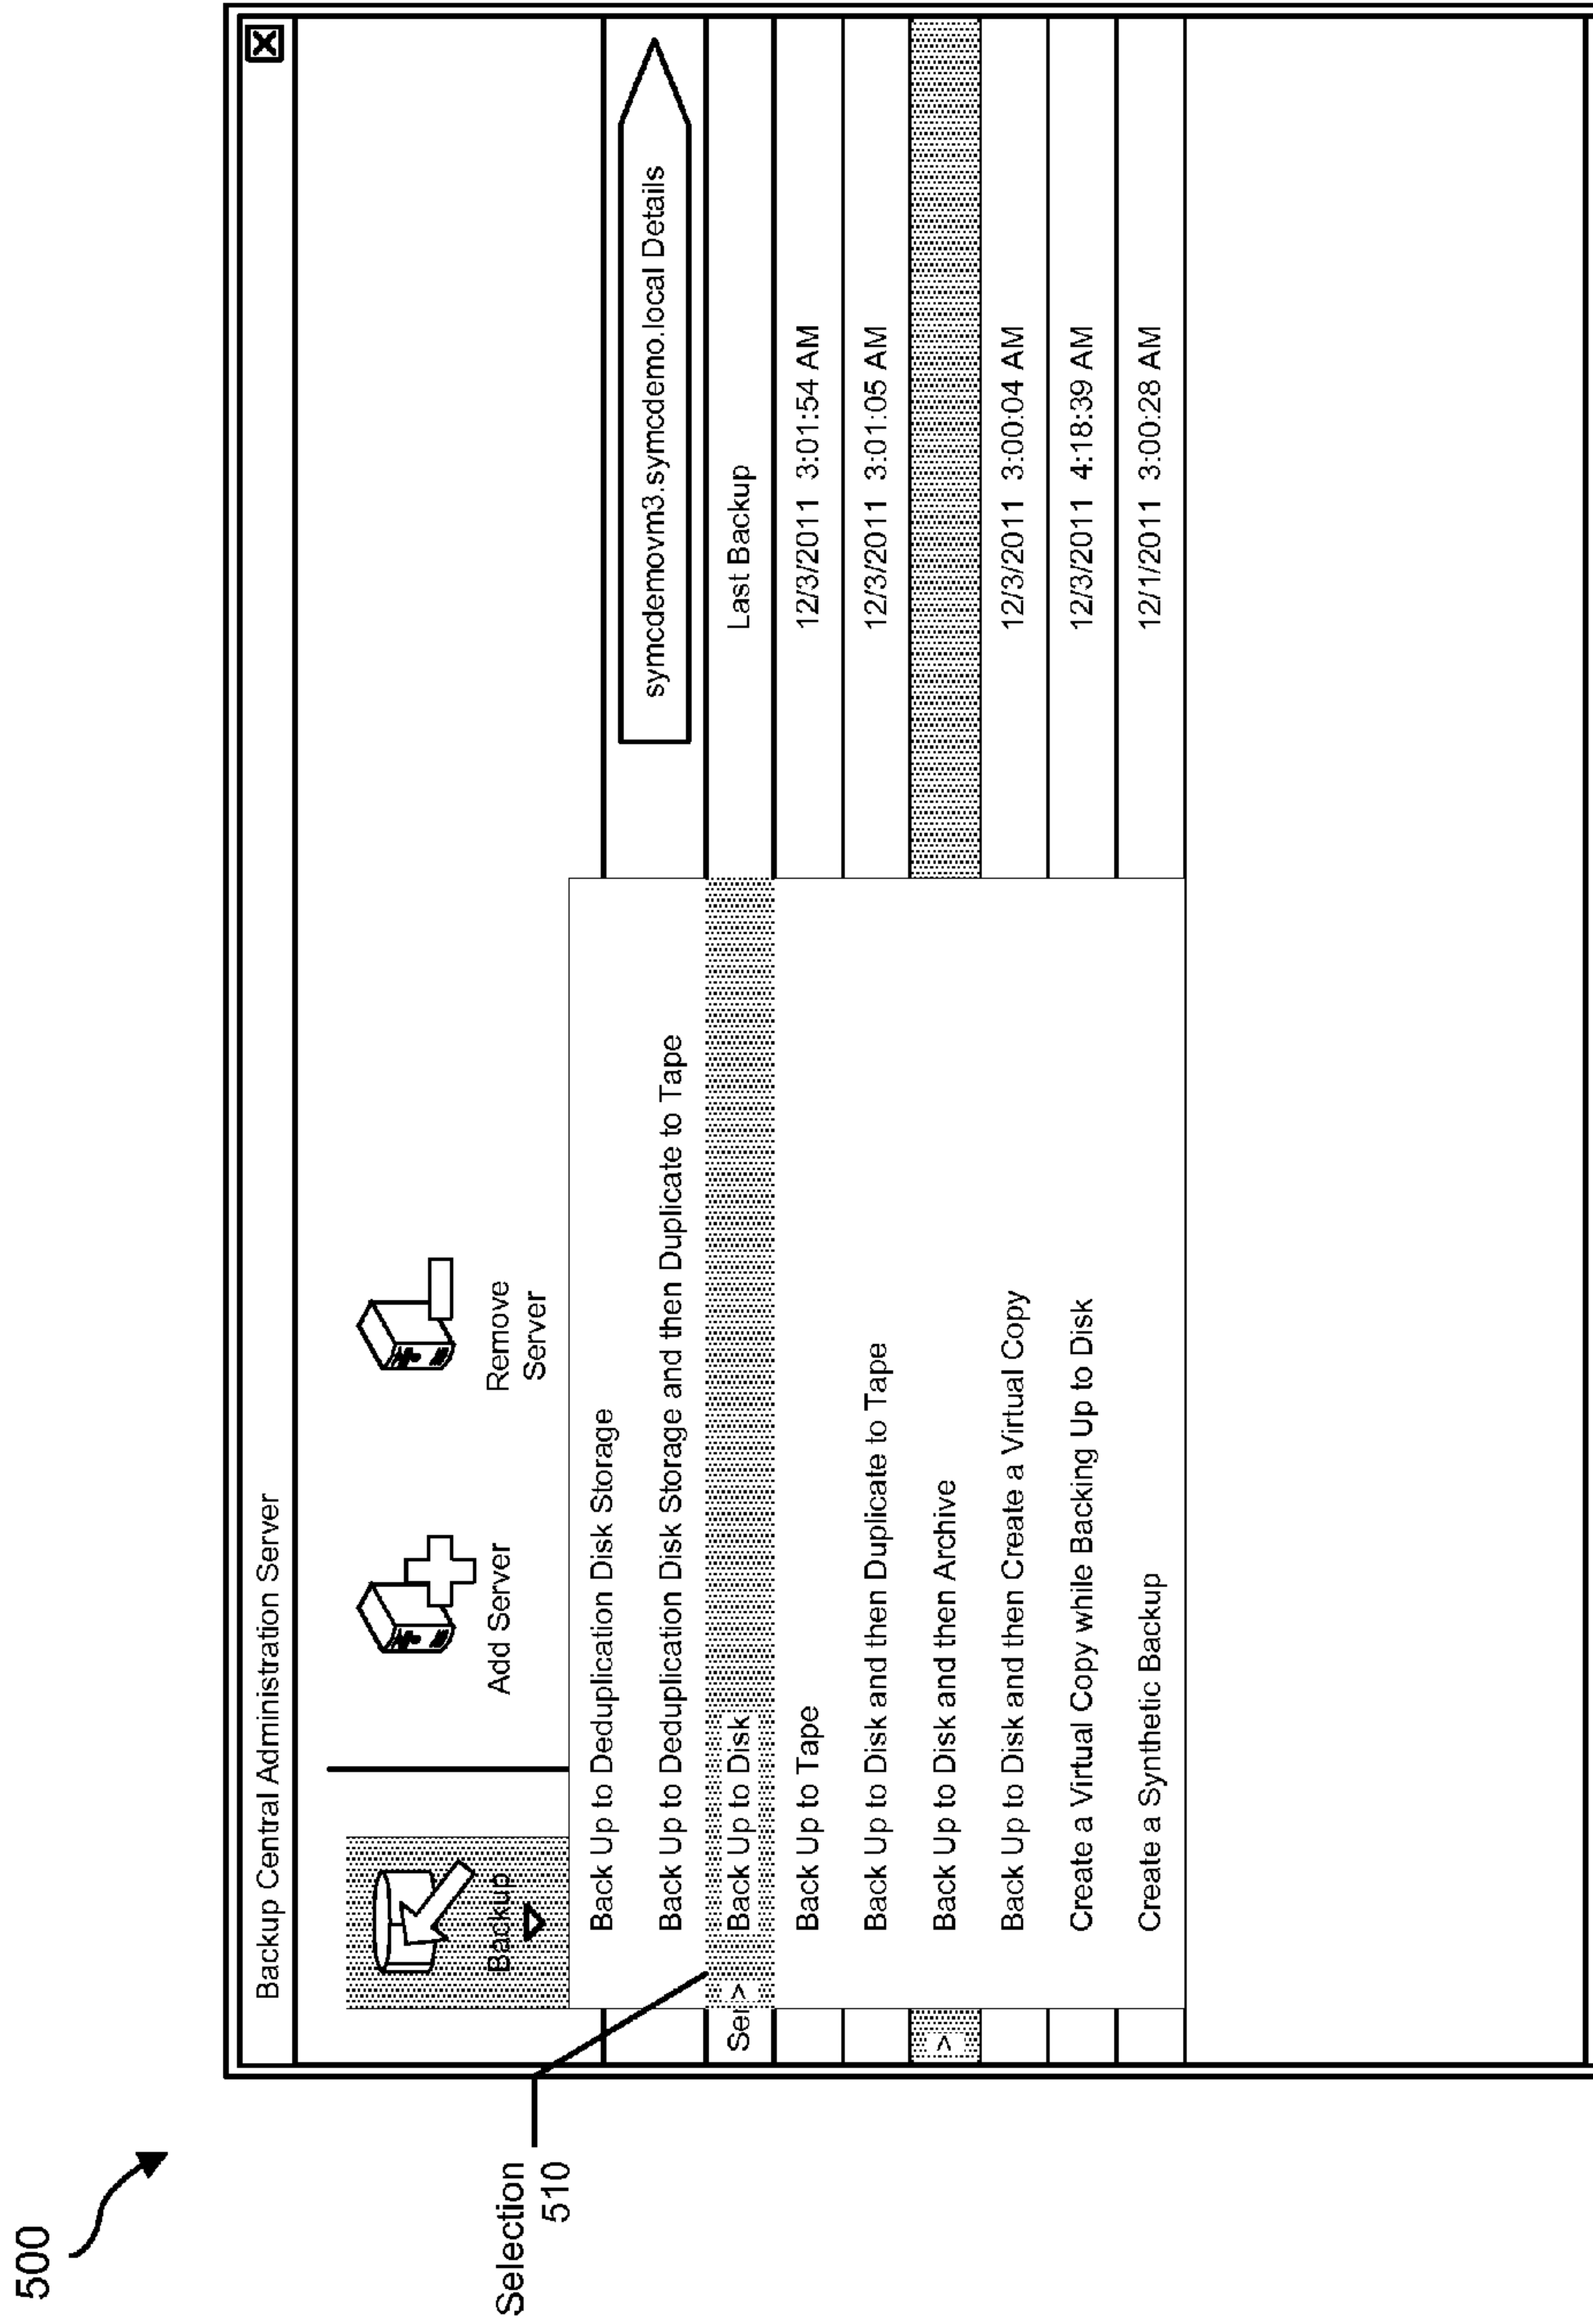 500
Backup Central Administration Server
Backup
Add Server
Remove
Server
symcdemovm3.symcdemo.local Details
Back Up to Deduplication Disk Storage
Back Up to Deduplication Disk Storage and then Duplicate to Tape
Selection
510
Ser > Back Up to Disk
Last Backup
Back Up to Tape
12/3/2011 3:01:54 AM
Back Up to Disk and then Duplicate to Tape
12/3/2011 3:01:05 AM
> Back Up to Disk and then Archive
Back Up to Disk and then Create a Virtual Copy
12/3/2011 3:00:04 AM
Create a Virtual Copy while Backing Up to Disk
12/3/2011 4:18:39 AM
Create a Synthetic Backup
12/1/2011 3:00:28 AM